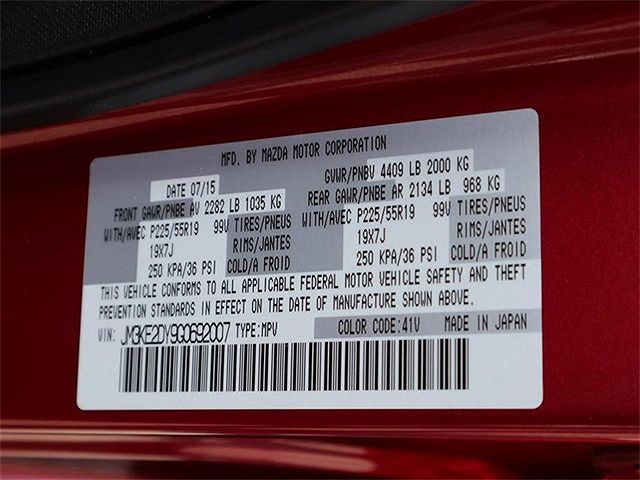 MFD. BY MAZDA MOTOR CORPORATION
DATE 07/15
GVWR/PNBV 4409 LB 2000 KG
FRONT GAWR/PNBE AV 2282 LB 1035 KG
REAR GAWR/PNBE AR 2134 LB 968 KG
WITH/AVEC P225/55R19 99V TIRES/PNEUS
WITH/AVEC P225/55R19 99V TIRES/PNEUS
19X7J RIMS/JANTES
19X7J RIMS/JANTES
250 KPA/36 PSI COLD/A FROID
250 KPA/36 PSI COLD/A FROID
THIS VEHICLE CONFORMS TO ALL APPLICABLE FEDERAL MOTOR VEHICLE SAFETY AND THEFT
PREVENTION STANDARDS IN EFFECT ON THE DATE OF MANUFACTURE SHOWN ABOVE.
VIN: JM3KE2DY9G0692007 TYPE:MPV
COLOR CODE:41V MADE IN JAPAN